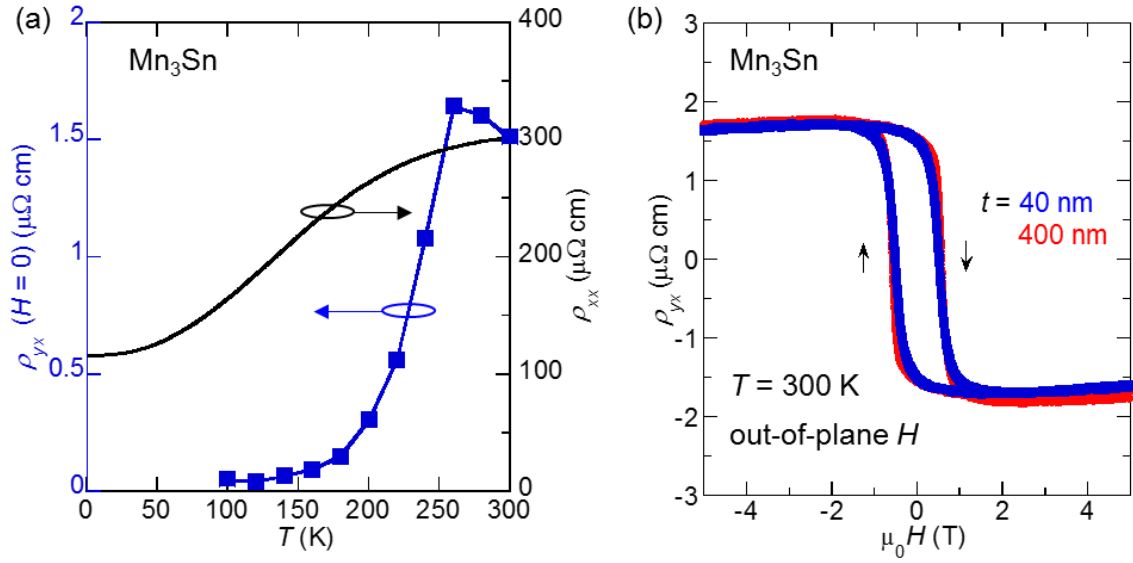 (a)
Mn₃Sn
ρyx (H = 0) (μΩ cm)
2
1.5
1
0.5
0
400
300
200
100
0
ρxx (μΩ cm)
0 50 100 150 200 250 300
T (K)
(b)
Mn₃Sn
ρyx (μΩ cm)
3
2
1
0
-1
-2
-3
t = 40 nm
400 nm
T = 300 K
out-of-plane H
-4 -2 0 2 4
μ₀H (T)